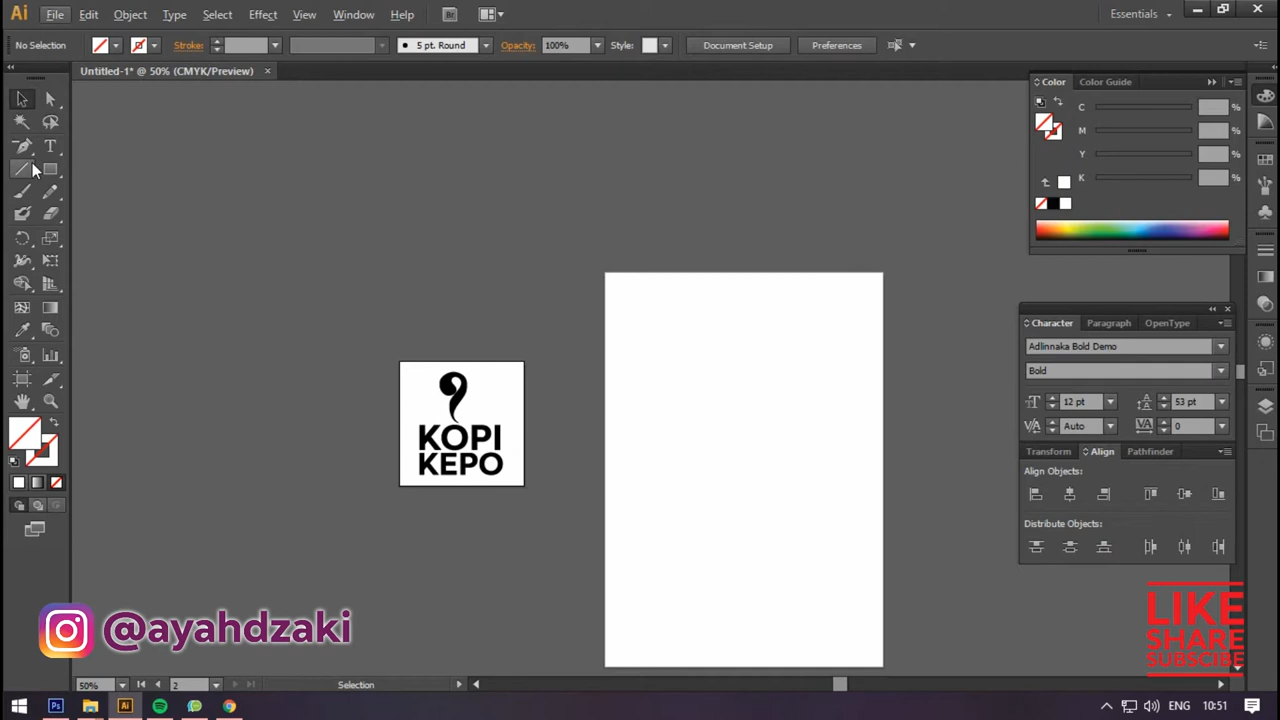 Ai File Edit Object Type Select Effect View Window Help Br Essentials
No Selection Stroke: 5 pt. Round Opacity: 100% Style: Document Setup Preferences
Untitled-1* @ 50% (CMYK/Preview) ×
Color Color Guide
C %
M %
Y %
K %
T
KOPI
KEPO
Character Paragraph OpenType
Adlinnaka Bold Demo
Bold
12 pt 53 pt
Auto 0
Transform Align Pathfinder
Align Objects:
Distribute Objects:
@ayahdzaki
LIKE
SHARE
SUBSCRIBE
50% 2 Selection
Ps Ai ENG 10:51